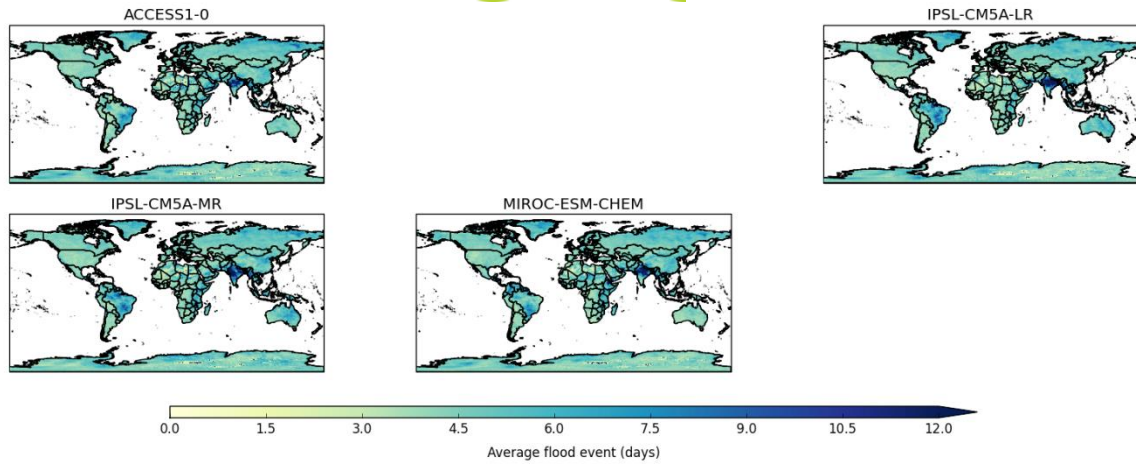 ACCESS1-0
IPSL-CM5A-LR
IPSL-CM5A-MR
MIROC-ESM-CHEM
0.0 1.5 3.0 4.5 6.0 7.5 9.0 10.5 12.0
Average flood event (days)